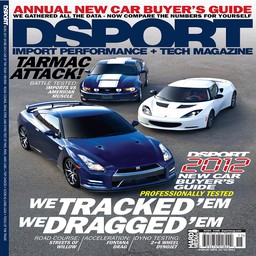 ANNUAL NEW CAR BUYER'S GUIDE
WE GATHERED ALL THE DATA - NOW COMPARE THE NUMBERS FOR YOURSELF
DSPORT
IMPORT PERFORMANCE + TECH MAGAZINE
TARMAC
ATTACK!
BATTLE TESTED:
IMPORTS VS
AMERICAN
MUSCLE
DSPORT
2012
NEW CAR
BUYER'S
GUIDE
PROFESSIONALLY TESTED
WE TRACKED 'EM
WE DRAGGED 'EM
ROAD COURSE:
STREETS OF
WILLOW
ACCELERATION:
FONTANA
DRAG
DYNO TESTING:
2+4 WHEEL
DYNOJET